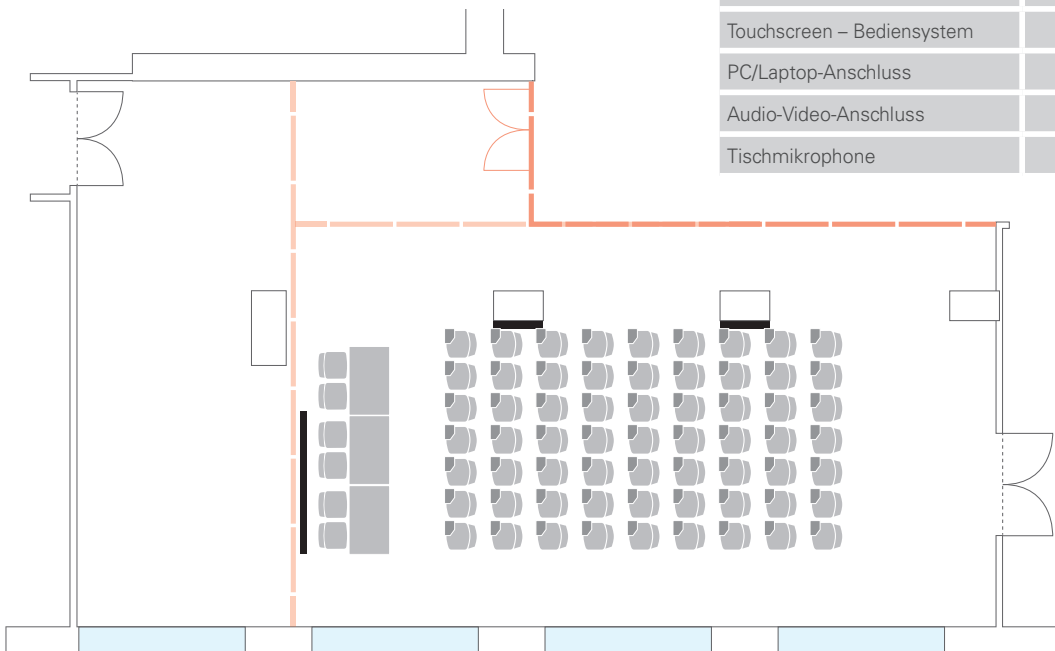 Touchscreen – Bediensystem
PC/Laptop-Anschluss
Audio-Video-Anschluss
Tischmikrophone